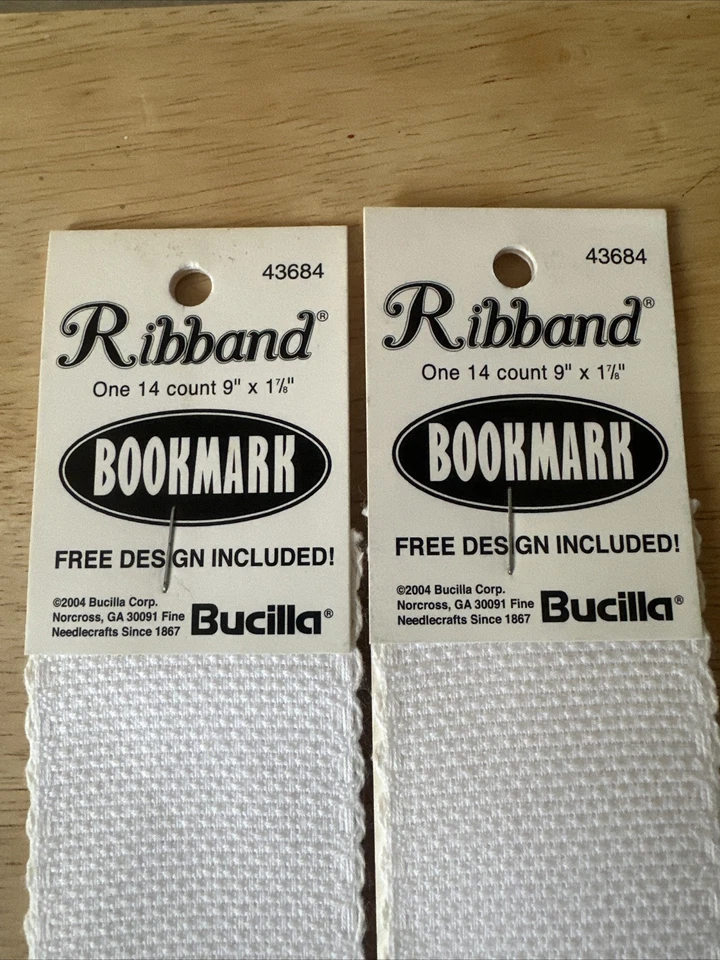 43684
Ribband®
One 14 count 9" x 1⅞"
BOOKMARK
FREE DESIGN INCLUDED!
©2004 Bucilla Corp.
Norcross, GA 30091 Fine
Needlecrafts Since 1867
Bucilla®
43684
Ribband®
One 14 count 9" x 1⅞"
BOOKMARK
FREE DESIGN INCLUDED!
©2004 Bucilla Corp.
Norcross, GA 30091 Fine
Needlecrafts Since 1867
Bucilla®